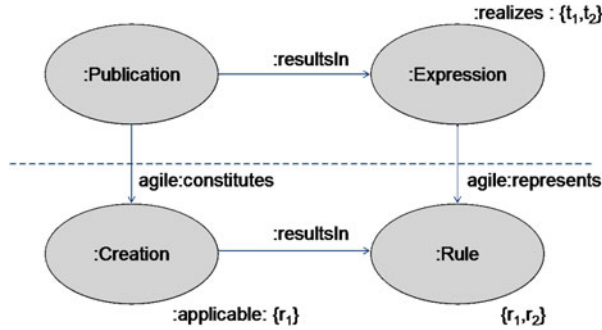 :realizes : {t₁,t₂}
:Publication
:resultsIn
:Expression
agile:constitutes
agile:represents
:Creation
:resultsIn
:Rule
:applicable: {r₁}
{r₁,r₂}